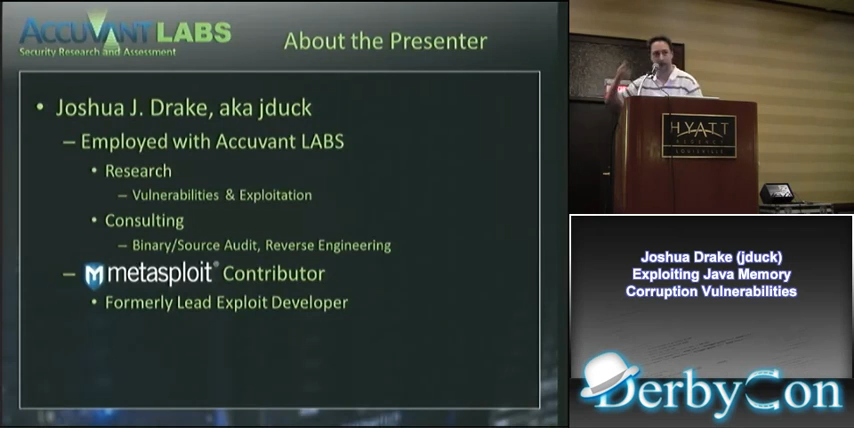 ACCUVANT LABS
Security Research and Assessment
About the Presenter
• Joshua J. Drake, aka jduck
– Employed with Accuvant LABS
• Research
– Vulnerabilities & Exploitation
• Consulting
– Binary/Source Audit, Reverse Engineering
– metasploit® Contributor
• Formerly Lead Exploit Developer
HYATT
REGENCY
LOUISVILLE
Joshua Drake (jduck)
Exploiting Java Memory
Corruption Vulnerabilities
DerbyCon